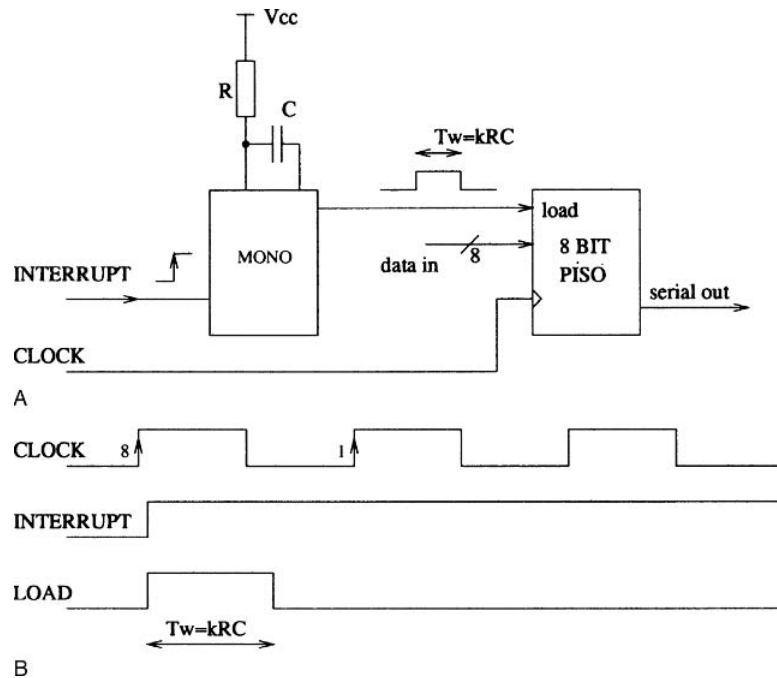 Vcc
R
C
Tw=kRC
load
MONO
data in
8
8 BIT
PISO
INTERRUPT
serial out
CLOCK
A
CLOCK
8
1
INTERRUPT
LOAD
Tw=kRC
B